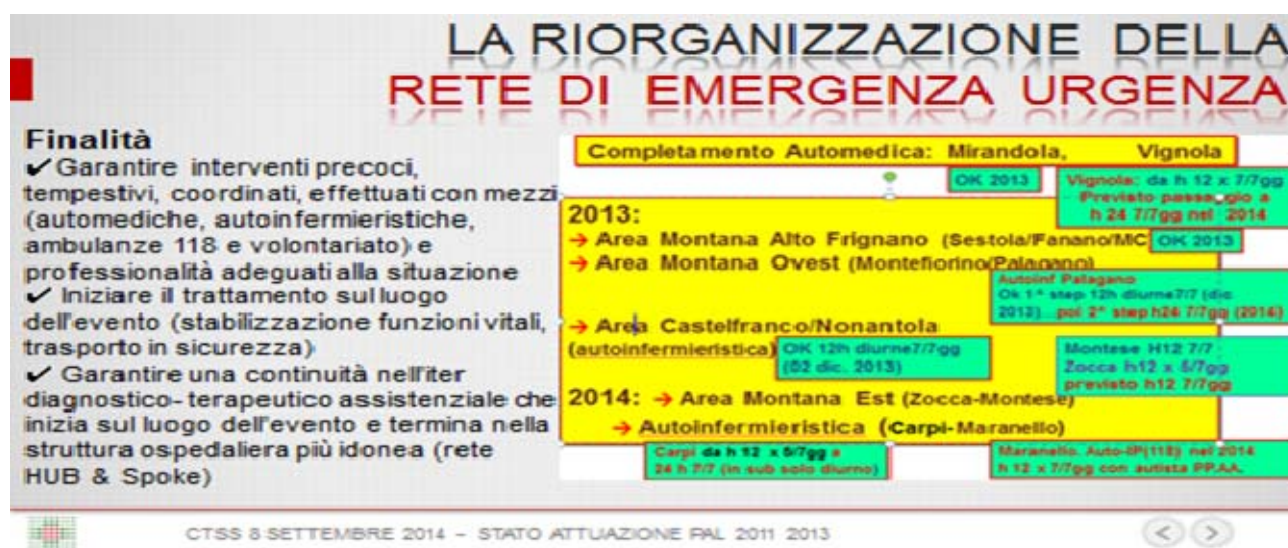 LA RIORGANIZZAZIONE DELLA
RETE DI EMERGENZA URGENZA
Finalità
✔ Garantire interventi precoci,
tempestivi, coordinati, effettuati con mezzi
(automediche, autoinfermieristiche,
ambulanze 118 e volontariato) e
professionalità adeguati alla situazione
✔ Iniziare il trattamento sul luogo
dell'evento (stabilizzazione funzioni vitali,
trasporto in sicurezza)
✔ Garantire una continuità nell'iter
diagnostico- terapeutico assistenziale che
inizia sul luogo dell'evento e termina nella
struttura ospedaliera più idonea (rete
HUB & Spoke)
Completamento Automedica: Mirandola, Vignola
OK 2013
Vignola: da h 12 x 7/7gg
Previsto passaggio a
h 24 7/7gg nel 2014
2013:
→ Area Montana Alto Frignano (Sestola/Fanano/MC
OK 2013
→ Area Montana Ovest (Montefiorino/Palagano)
Autoinf Palagano
Ok 1^ step 12h diurne7/7 (dic
2013) poi 2^ step h24 7/7gg (2014)
→ Area Castelfranco/Nonantola
(autoinfermieristica)
OK 12h diurne7/7gg
(02 dic. 2013)
Montese H12 7/7
Zocca h12 x 5/7gg
previsto h12 7/7gg
2014: → Area Montana Est (Zocca-Montese)
→ Autoinfermieristica (Carpi-Maranello)
Carpi da h 12 x 5/7gg a
24 h 7/7 (in sub solo diurno)
Maranello. Auto-IP(118) nel 2014
h 12 x 7/7gg con autista PP.AA.
CTSS 8 SETTEMBRE 2014 – STATO ATTUAZIONE PAL 2011 2013